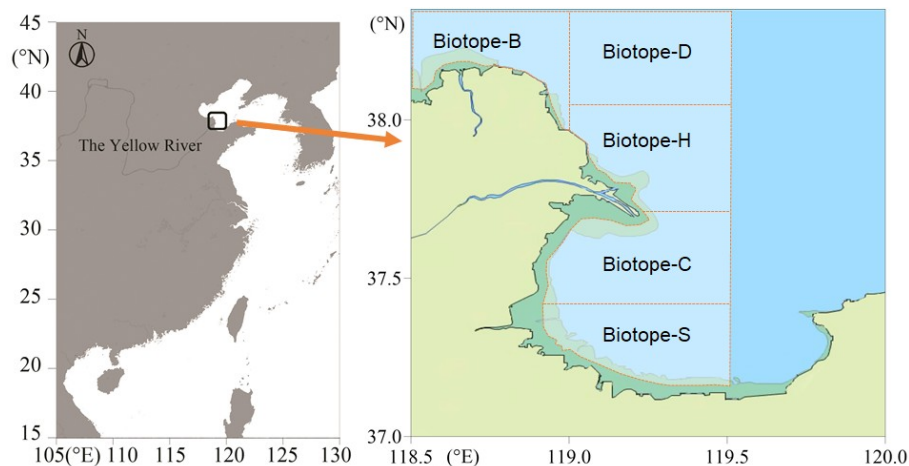 45
(°N)
N
40
The Yellow River
35
30
25
20
15
105 (°E) 110 115 120 125 130
(°N)
Biotope-B
Biotope-D
38.0
Biotope-H
37.5
Biotope-C
Biotope-S
37.0
118.5 (°E) 119.0 119.5 120.0